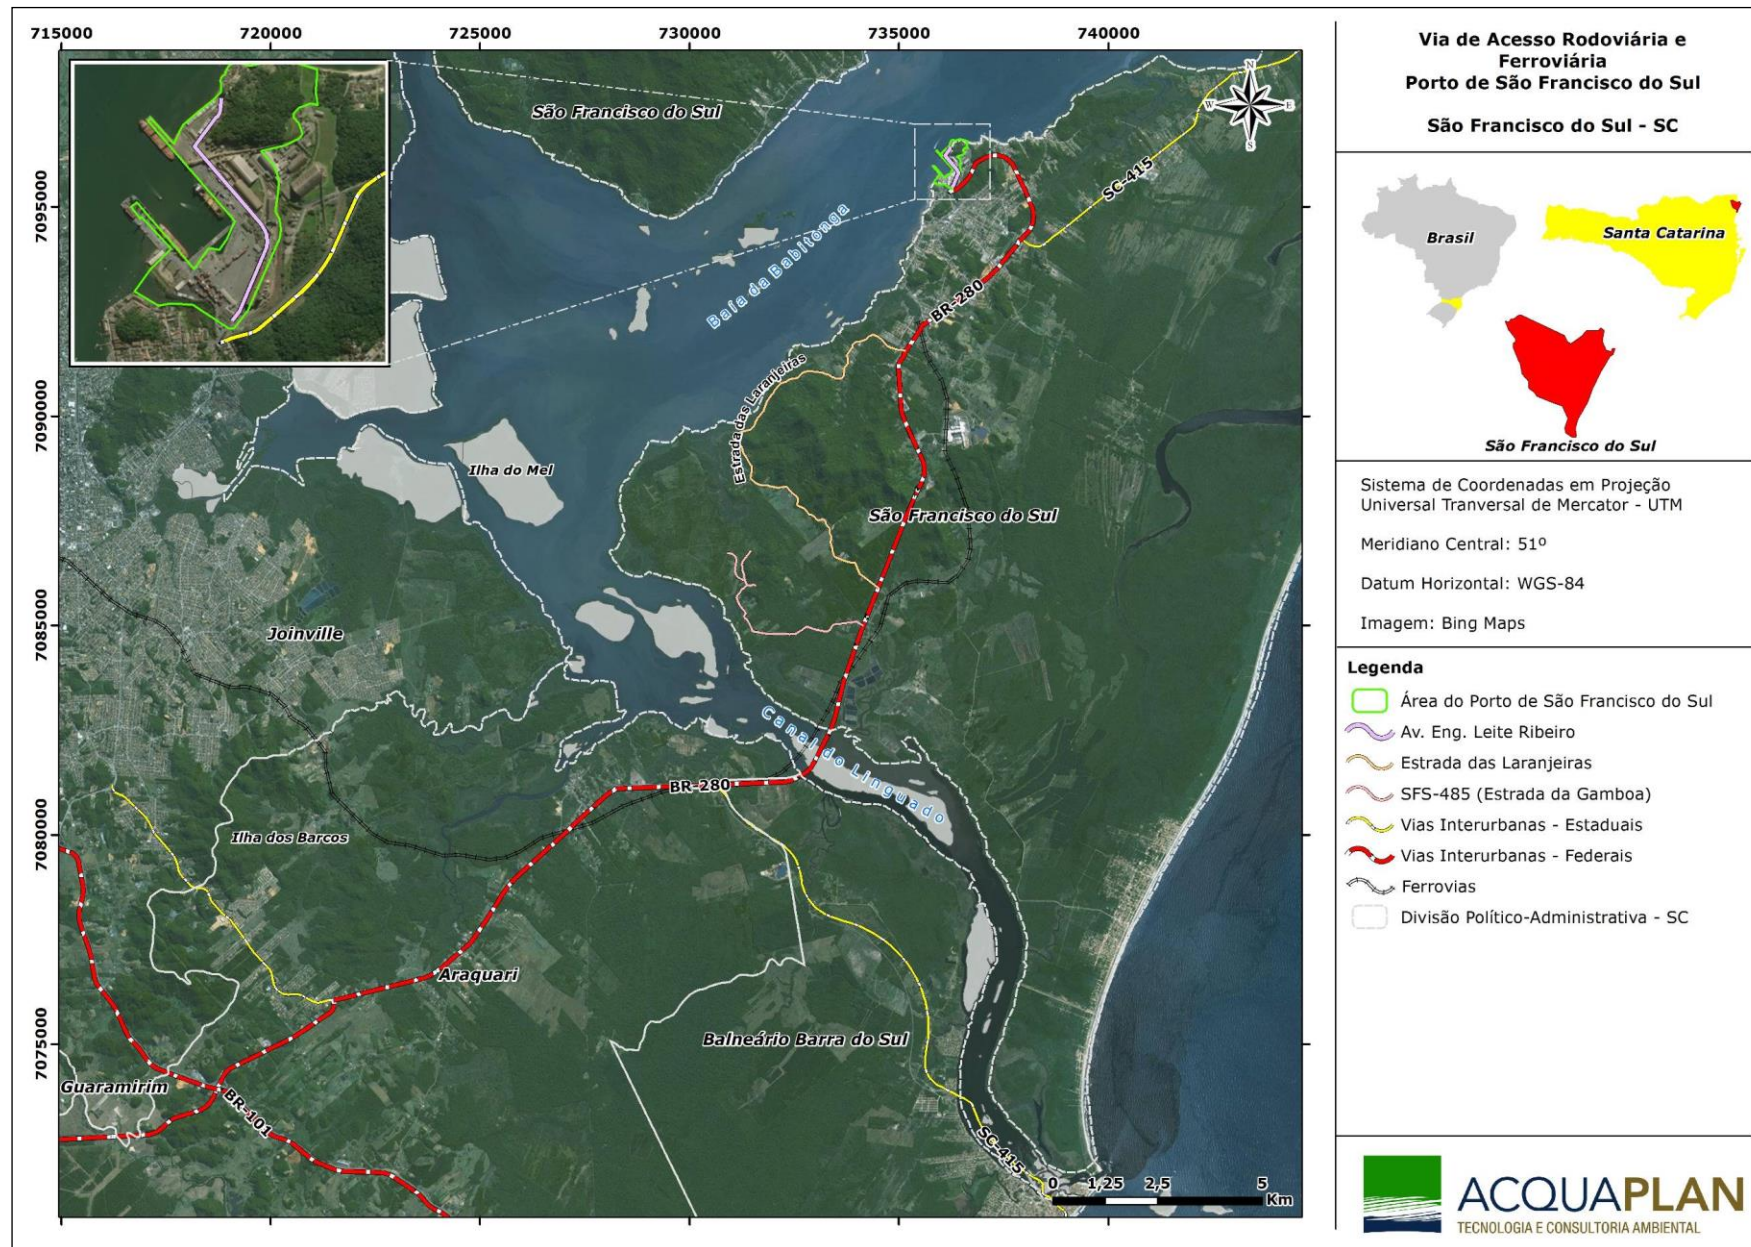 715000
720000
725000
730000
735000
740000
7095000
7090000
7085000
7080000
7075000
São Francisco do Sul
N
W
E
S
SC-415
Baía da Babitonga
BR-280
Estrada das Laranjeiras
Ilha do Mel
São Francisco do Sul
Joinville
Canal do Linguado
BR-280
Ilha dos Barcos
Araquari
Balneário Barra do Sul
Guaramirim
BR-101
SC-415
0 1,25 2,5 5
Km
Via de Acesso Rodoviária e
Ferroviária
Porto de São Francisco do Sul
São Francisco do Sul - SC
Brasil
Santa Catarina
São Francisco do Sul
Sistema de Coordenadas em Projeção
Universal Tranversal de Mercator - UTM
Meridiano Central: 51º
Datum Horizontal: WGS-84
Imagem: Bing Maps
Legenda
Área do Porto de São Francisco do Sul
Av. Eng. Leite Ribeiro
Estrada das Laranjeiras
SFS-485 (Estrada da Gamboa)
Vias Interurbanas - Estaduais
Vias Interurbanas - Federais
Ferrovias
Divisão Político-Administrativa - SC
ACQUAPLAN
TECNOLOGIA E CONSULTORIA AMBIENTAL